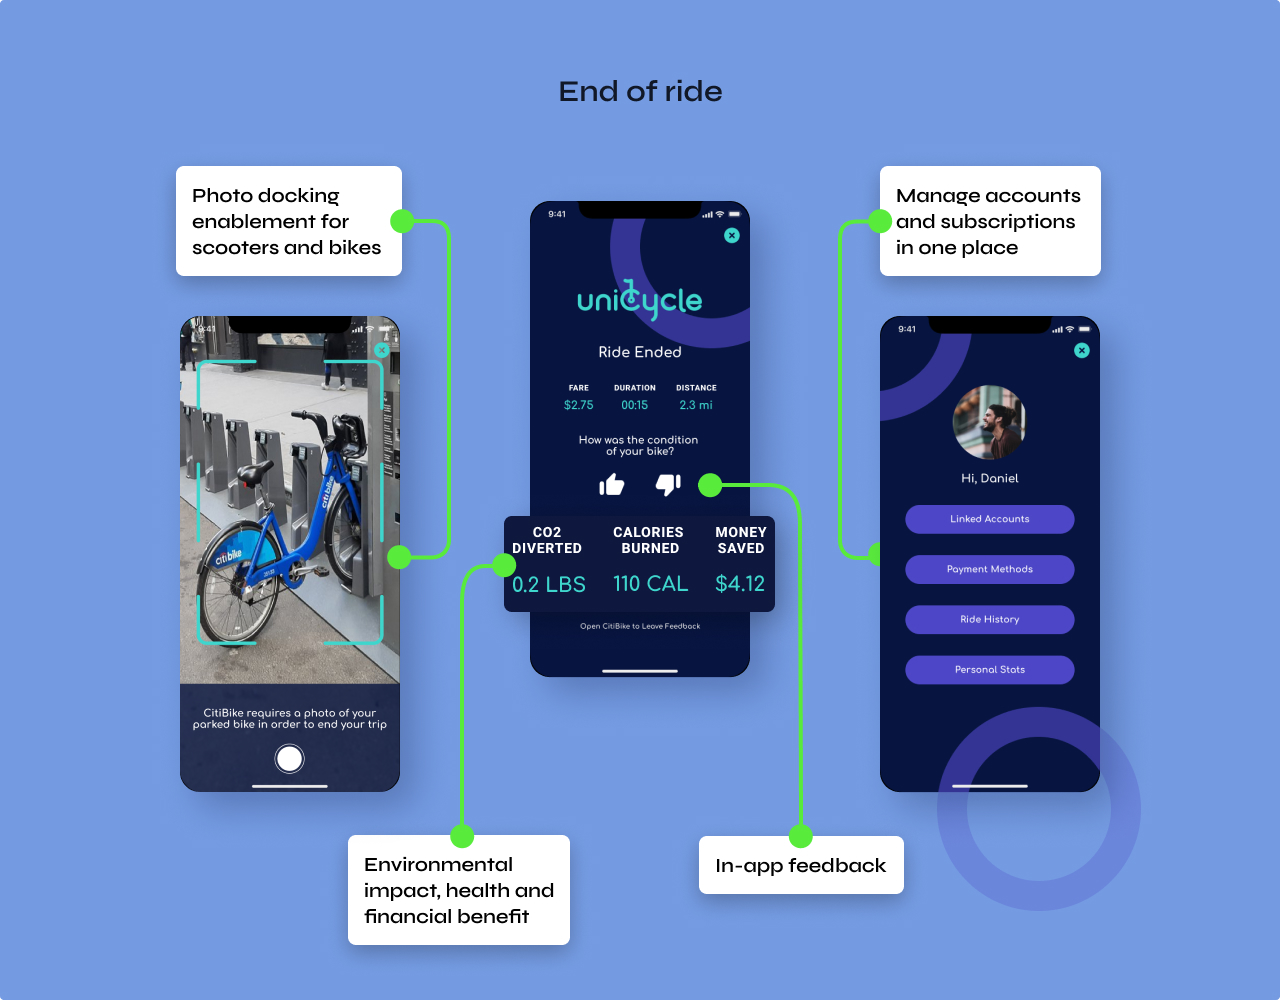 End of ride
Photo docking
enablement for
scooters and bikes
9:41
citibike
citibike
CitiBike requires a photo of your
parked bike in order to end your trip
9:41
unicycle
Ride Ended
FARE DURATION DISTANCE
$2.75 00:15 2.3 mi
How was the condition
of your bike?
CO2 CALORIES MONEY
DIVERTED BURNED SAVED
0.2 LBS 110 CAL $4.12
Open CitiBike to Leave Feedback
Manage accounts
and subscriptions
in one place
9:41
Hi, Daniel
Linked Accounts
Payment Methods
Ride History
Personal Stats
Environmental
impact, health and
financial benefit
In-app feedback